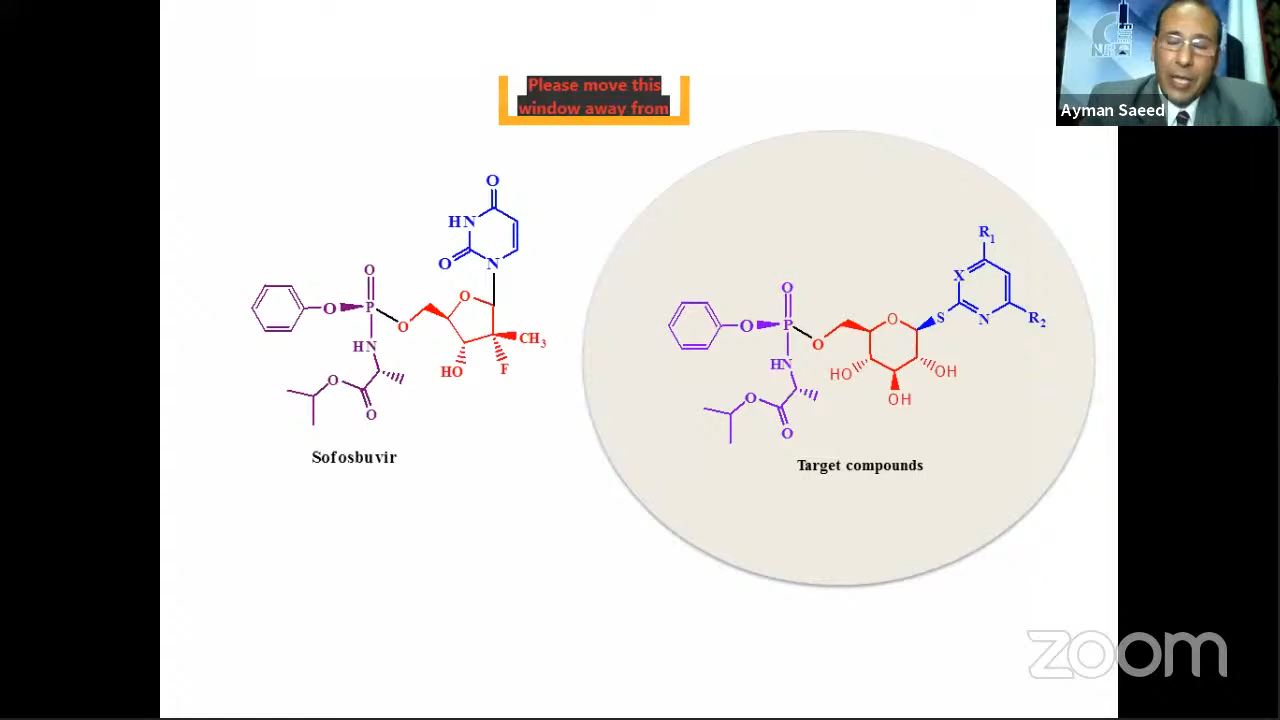 Please move this
window away from
Ayman Saeed
O
HN
O
N
O
O
P
O
O
CH3
HN
HO
F
O
O
Sofosbuvir
R1
X
S
N
R2
O
O
P
O
O
HN
HO
OH
OH
O
O
Target compounds
zoom